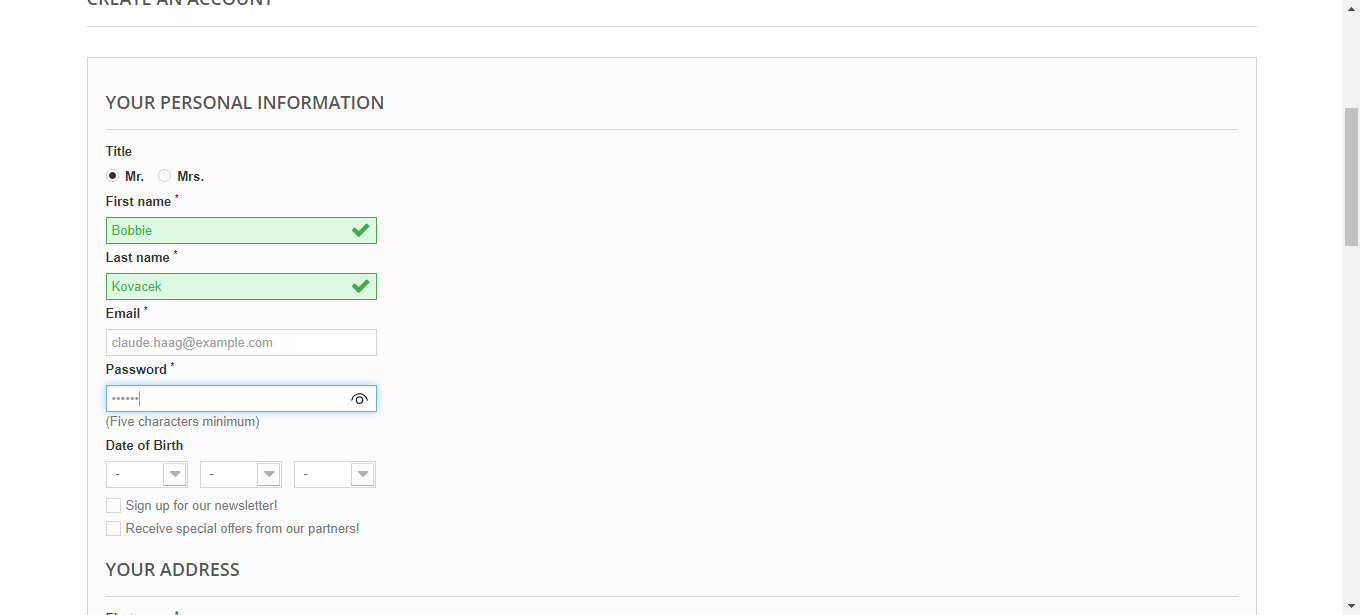 CREATE AN ACCOUNT
YOUR PERSONAL INFORMATION
Title
Mr. Mrs.
First name *
Bobbie
Last name *
Kovacek
Email *
claude.haag@example.com
Password *
••••••
(Five characters minimum)
Date of Birth
- - -
Sign up for our newsletter!
Receive special offers from our partners!
YOUR ADDRESS